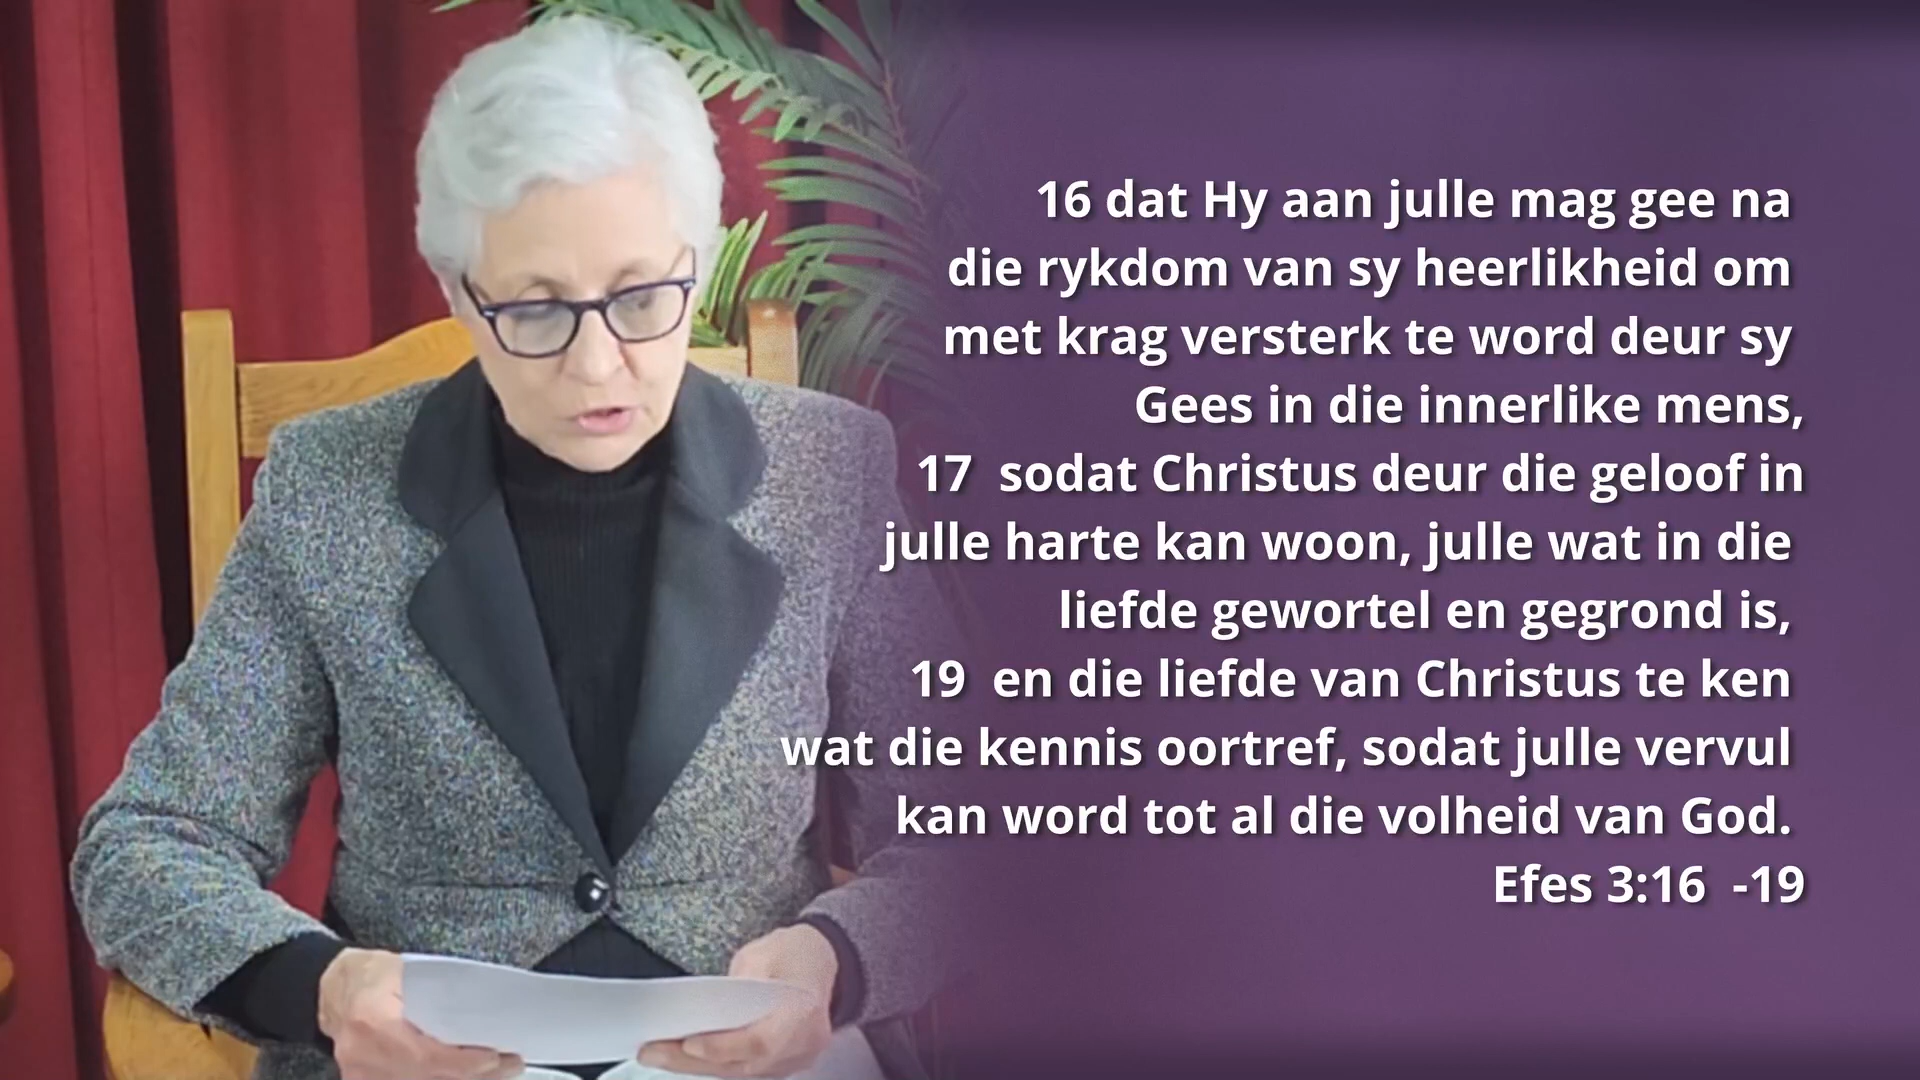 16 dat Hy aan julle mag gee na
die rykdom van sy heerlikheid om
met krag versterk te word deur sy
Gees in die innerlike mens,
17 sodat Christus deur die geloof in
julle harte kan woon, julle wat in die
liefde gewortel en gegrond is,
19 en die liefde van Christus te ken
wat die kennis oortref, sodat julle vervul
kan word tot al die volheid van God.
Efes 3:16 -19